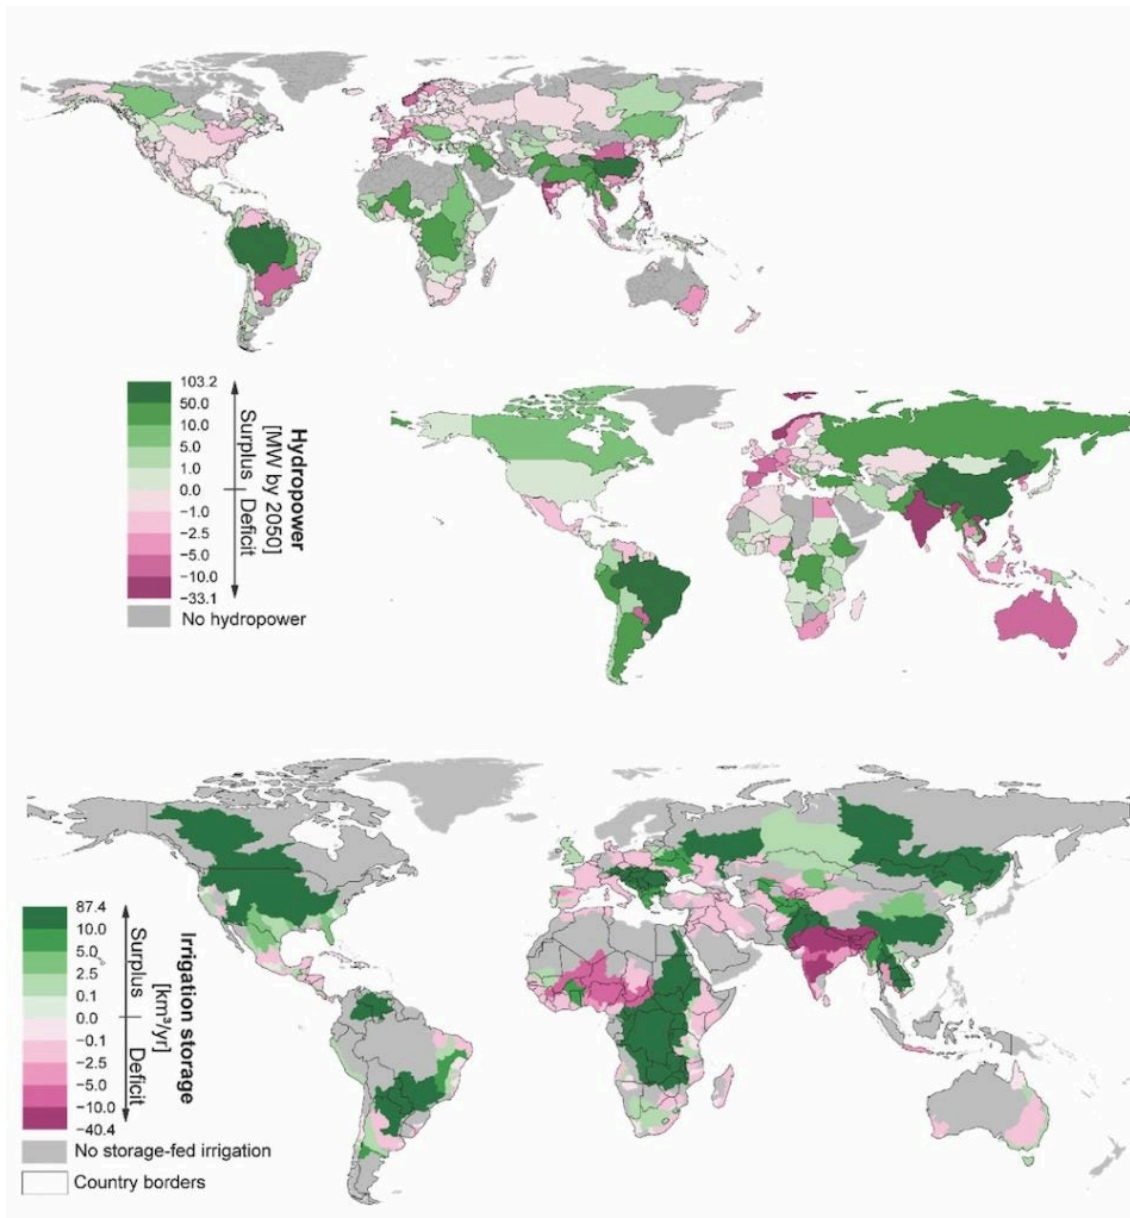 103.2
50.0
10.0
5.0
1.0
0.0
−1.0
−2.5
−5.0
−10.0
−33.1
Surplus
Deficit
Hydropower
[MW by 2050]
No hydropower
87.4
10.0
5.0
2.5
0.1
0.0
−0.1
−2.5
−5.0
−10.0
−40.4
Surplus
Deficit
Irrigation storage
[km³/yr]
No storage-fed irrigation
Country borders